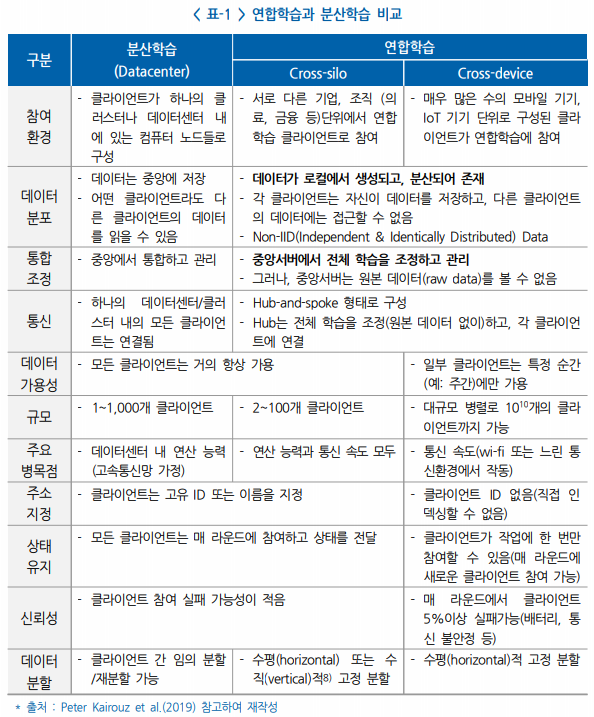 < 표-1 > 연합학습과 분산학습 비교
구분
분산학습
(Datacenter)
연합학습
Cross-silo
Cross-device
참여
환경
- 클라이언트가 하나의 클
러스터나 데이터센터 내
에 있는 컴퓨터 노드들로
구성
- 서로 다른 기업, 조직 (의
료, 금융 등)단위에서 연합
학습 클라이언트로 참여
- 매우 많은 수의 모바일 기기,
IoT 기기 단위로 구성된 클라
이언트가 연합학습에 참여
데이터
분포
- 데이터는 중앙에 저장
- 어떤 클라이언트라도 다
른 클라이언트의 데이터
를 읽을 수 있음
- 데이터가 로컬에서 생성되고, 분산되어 존재
- 각 클라이언트는 자신이 데이터를 저장하고, 다른 클라이언트
의 데이터에는 접근할 수 없음
- Non-IID(Independent & Identically Distributed) Data
통합
조정
- 중앙에서 통합하고 관리
- 중앙서버에서 전체 학습을 조정하고 관리
- 그러나, 중앙서버는 원본 데이터(raw data)를 볼 수 없음
통신
- 하나의 데이터센터/클러
스터 내의 모든 클라이언
트는 연결됨
- Hub-and-spoke 형태로 구성
- Hub는 전체 학습을 조정(원본 데이터 없이)하고, 각 클라이언
트에 연결
데이터
가용성
- 모든 클라이언트는 거의 항상 가용
- 일부 클라이언트는 특정 순간
(예: 주간)에만 가용
규모
- 1~1,000개 클라이언트
- 2~100개 클라이언트
- 대규모 병렬로 10¹⁰개의 클라
이언트까지 가능
주요
병목점
- 데이터센터 내 연산 능력
(고속통신망 가정)
- 연산 능력과 통신 속도 모두
- 통신 속도(wi-fi 또는 느린 통
신환경에서 작동)
주소
지정
- 클라이언트는 고유 ID 또는 이름을 지정
- 클라이언트 ID 없음(직접 인
덱싱할 수 없음)
상태
유지
- 모든 클라이언트는 매 라운드에 참여하고 상태를 전달
- 클라이언트가 작업에 한 번만
참여할 수 있음(매 라운드에
새로운 클라이언트 참여 가능)
신뢰성
- 클라이언트 참여 실패 가능성이 적음
- 매 라운드에서 클라이언트
5%이상 실패가능(배터리, 통
신 불안정 등)
데이터
분할
- 클라이언트 간 임의 분할
/재분할 가능
- 수평(horizontal) 또는 수
직(vertical)적8) 고정 분할
- 수평(horizontal)적 고정 분할
* 출처 : Peter Kairouz et al.(2019) 참고하여 재작성